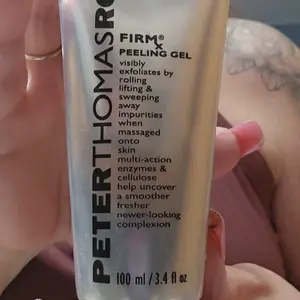 PETERTHOMASRO
FIRM®
x
PEELING GEL
visibly
exfoliates by
rolling
lifting &
sweeping
away
impurities
when
massaged
onto
skin
multi-action
enzymes &
cellulose
help uncover
a smoother
fresher
newer-looking
complexion
100 ml / 3.4 fl oz